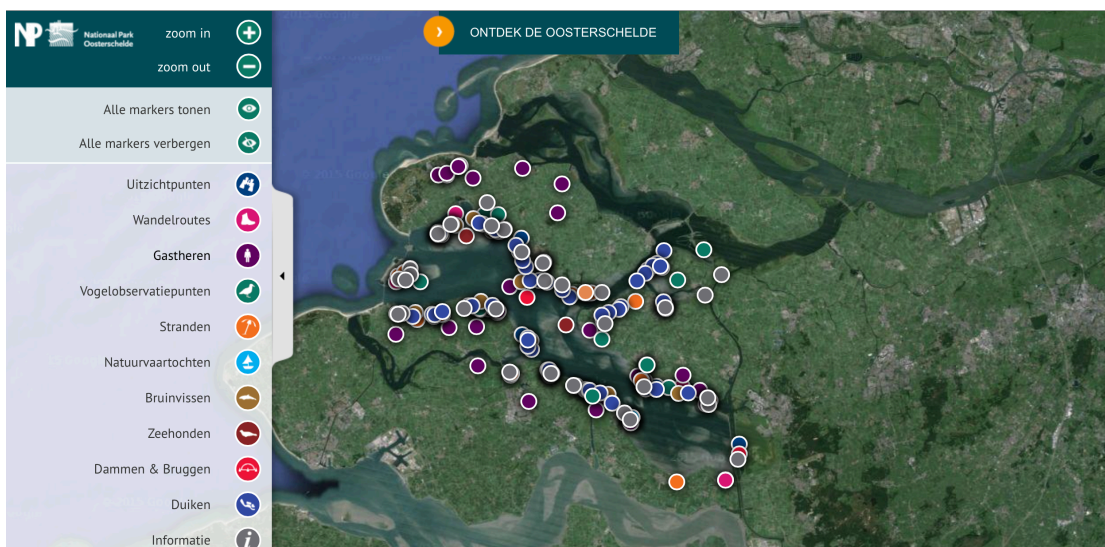 NP
Nationaal Park
Oosterschelde
zoom in
zoom out
ONTDEK DE OOSTERSCHELDE
Alle markers tonen
Alle markers verbergen
Uitzichtpunten
Wandelroutes
Gastheren
Vogelobservatiepunten
Stranden
Natuurvaartochten
Bruinvissen
Zeehonden
Dammen & Bruggen
Duiken
Informatie
i